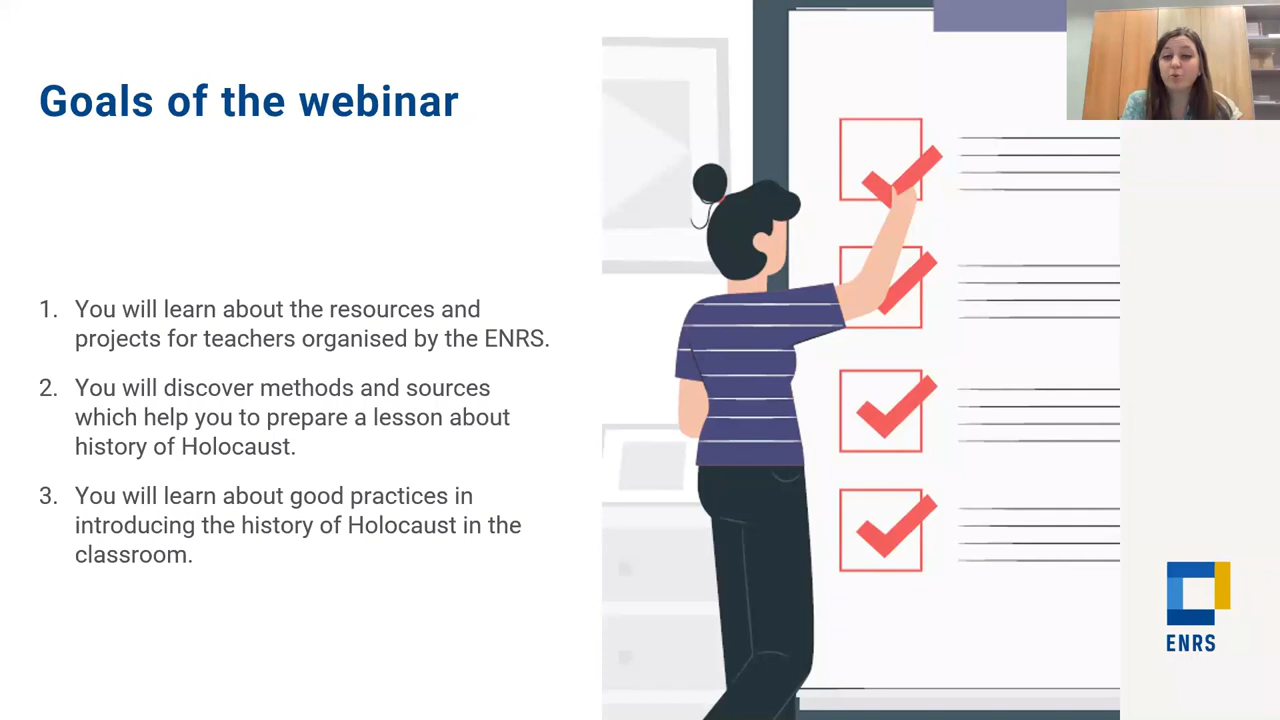 Goals of the webinar
1. You will learn about the resources and
projects for teachers organised by the ENRS.
2. You will discover methods and sources
which help you to prepare a lesson about
history of Holocaust.
3. You will learn about good practices in
introducing the history of Holocaust in the
classroom.
ENRS